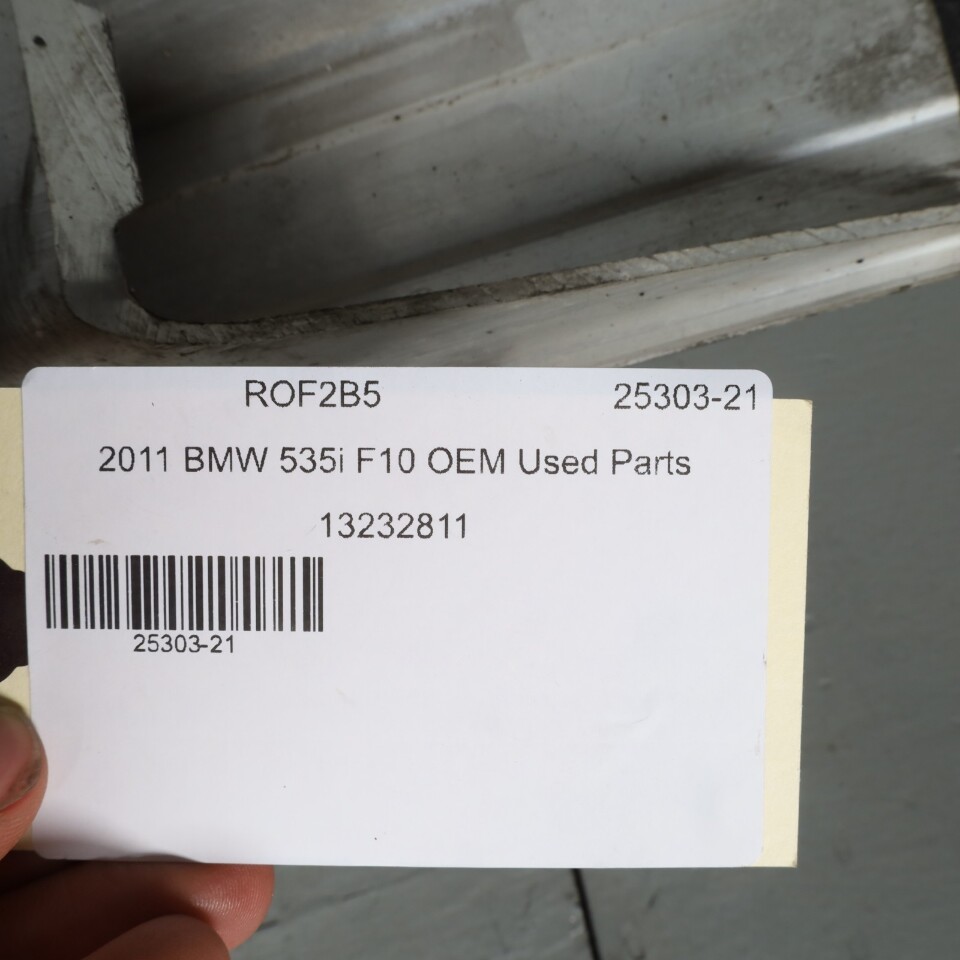 ROF2B5 25303-21
2011 BMW 535i F10 OEM Used Parts
13232811
25303-21